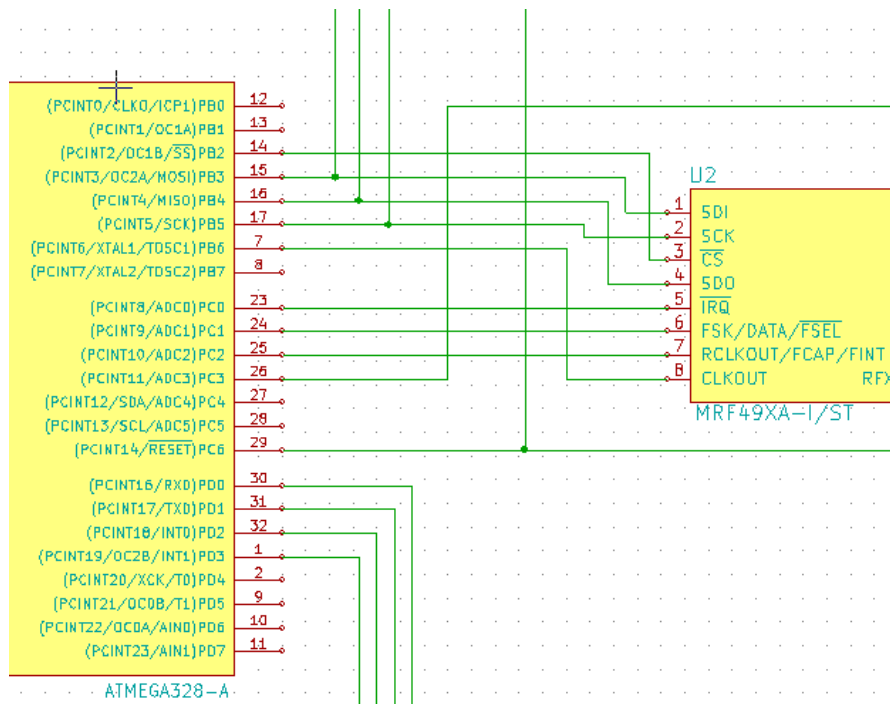 (PCINT0/CLKO/ICP1)PB0 12
(PCINT1/OC1A)PB1 13
(PCINT2/OC1B/SS)PB2 14
(PCINT3/OC2A/MOSI)PB3 15
(PCINT4/MISO)PB4 16
(PCINT5/SCK)PB5 17
(PCINT6/XTAL1/TOSC1)PB6 7
(PCINT7/XTAL2/TOSC2)PB7 8
(PCINT8/ADC0)PC0 23
(PCINT9/ADC1)PC1 24
(PCINT10/ADC2)PC2 25
(PCINT11/ADC3)PC3 26
(PCINT12/SDA/ADC4)PC4 27
(PCINT13/SCL/ADC5)PC5 28
(PCINT14/RESET)PC6 29
(PCINT16/RXD)PD0 30
(PCINT17/TXD)PD1 31
(PCINT18/INT0)PD2 32
(PCINT19/OC2B/INT1)PD3 1
(PCINT20/XCK/T0)PD4 2
(PCINT21/OC0B/T1)PD5 9
(PCINT22/OC0A/AIN0)PD6 10
(PCINT23/AIN1)PD7 11
ATMEGA328-A
U2
1 SDI
2 SCK
3 CS
4 SDO
5 IRQ
6 FSK/DATA/FSEL
7 RCLKOUT/FCAP/FINT
8 CLKOUT RFX
MRF49XA-I/ST